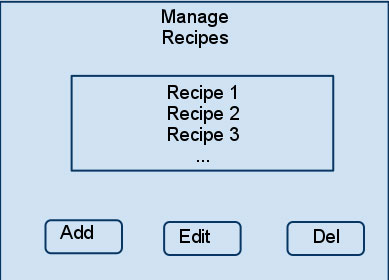 Manage
Recipes
Recipe 1
Recipe 2
Recipe 3
...
Add
Edit
Del